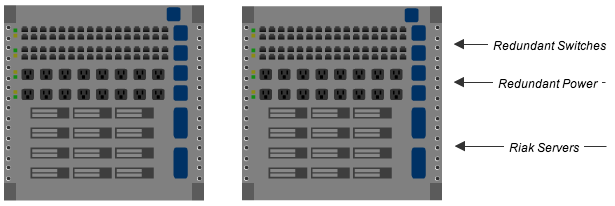 Redundant Switches
Redundant Power
Riak Servers